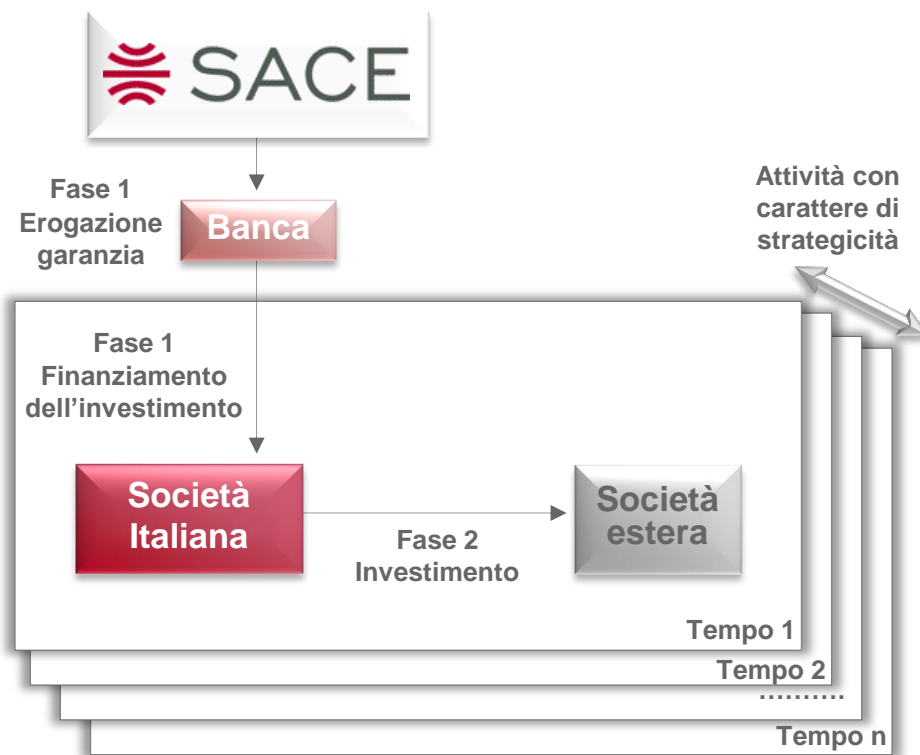 SACE
Fase 1
Erogazione
garanzia
Banca
Attività con
carattere di
strategicità
Fase 1
Finanziamento
dell'investimento
Società
Italiana
Fase 2
Investimento
Società
estera
Tempo 1
Tempo 2
..........
Tempo n